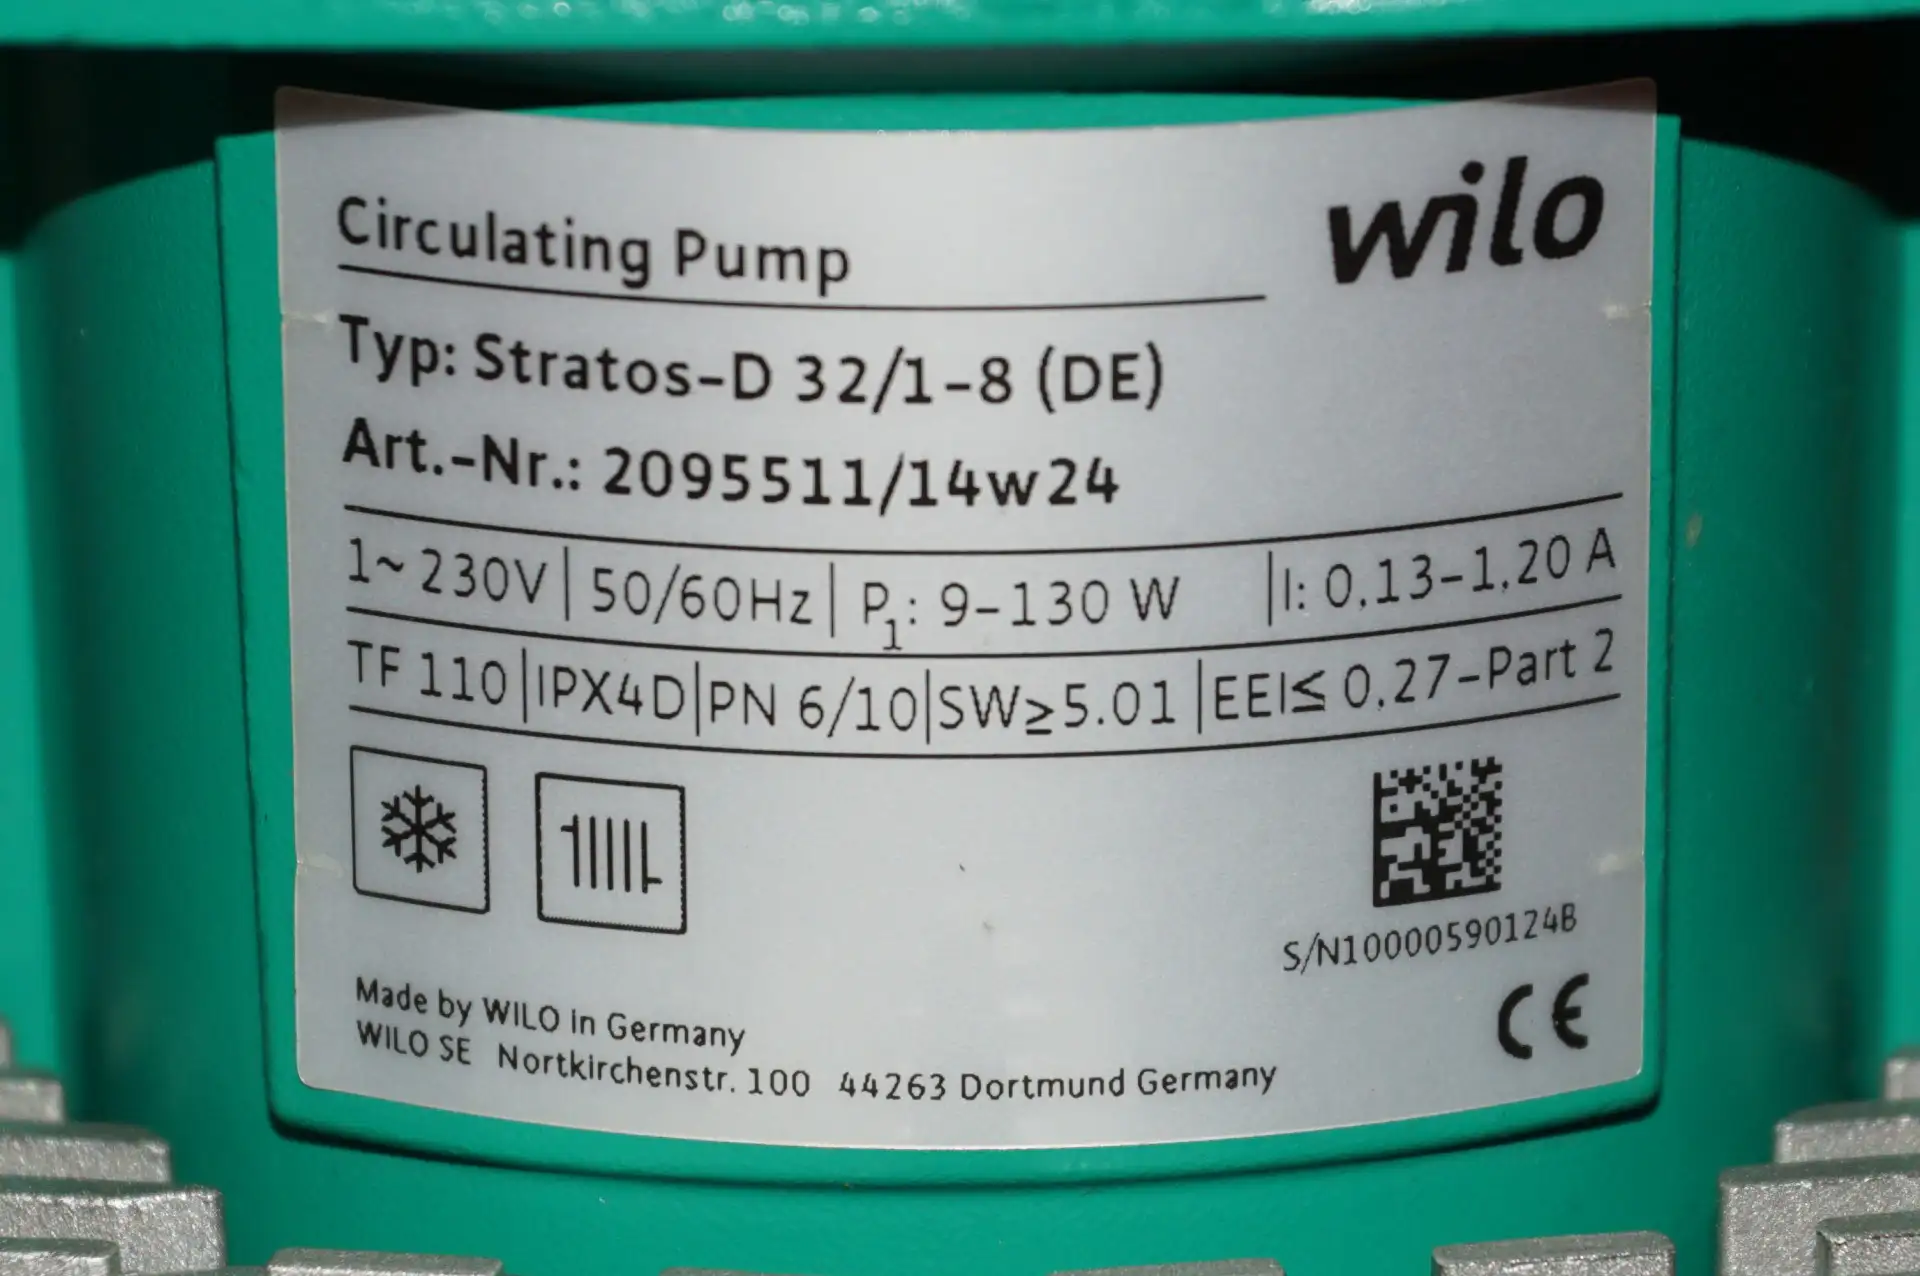 wilo
Circulating Pump
Typ: Stratos-D 32/1-8 (DE)
Art.-Nr.: 2095511/14w24
1~ 230V | 50/60Hz | P1: 9-130 W | I: 0,13-1,20 A
TF 110 | IPX4D | PN 6/10 | SW≥5.01 | EEI≤ 0,27-Part 2
S/N10000590124B
CE
Made by WILO in Germany
WILO SE Nortkirchenstr. 100 44263 Dortmund Germany